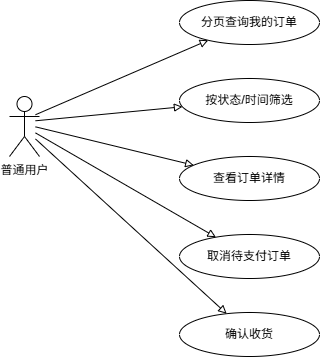 分页查询我的订单
按状态/时间筛选
查看订单详情
普通用户
取消待支付订单
确认收货